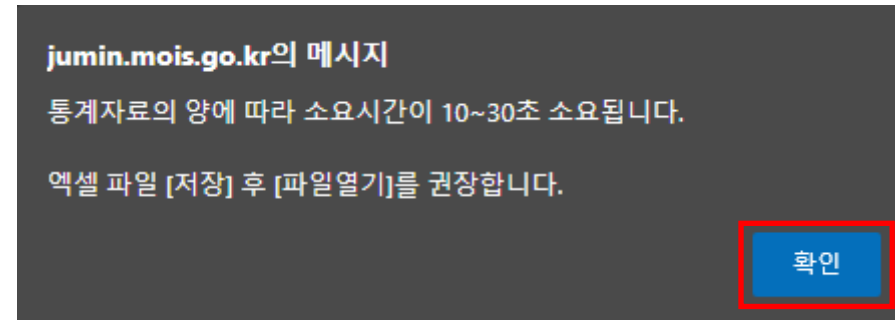 jumin.mois.go.kr의 메시지
통계자료의 양에 따라 소요시간이 10~30초 소요됩니다.
엑셀 파일 [저장] 후 [파일열기]를 권장합니다.
확인